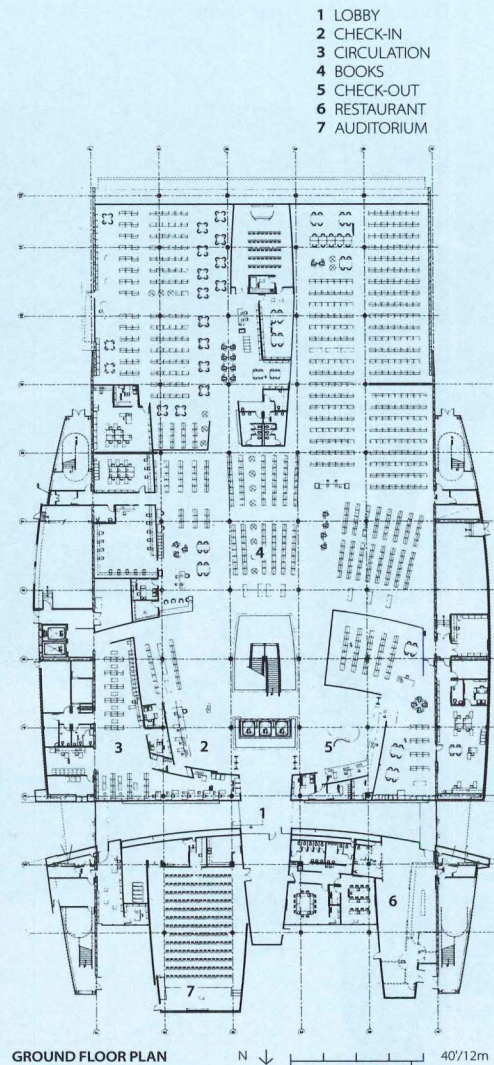 1 LOBBY
2 CHECK-IN
3 CIRCULATION
4 BOOKS
5 CHECK-OUT
6 RESTAURANT
7 AUDITORIUM
4
3
2
5
1
6
7
GROUND FLOOR PLAN
N
40'/12m